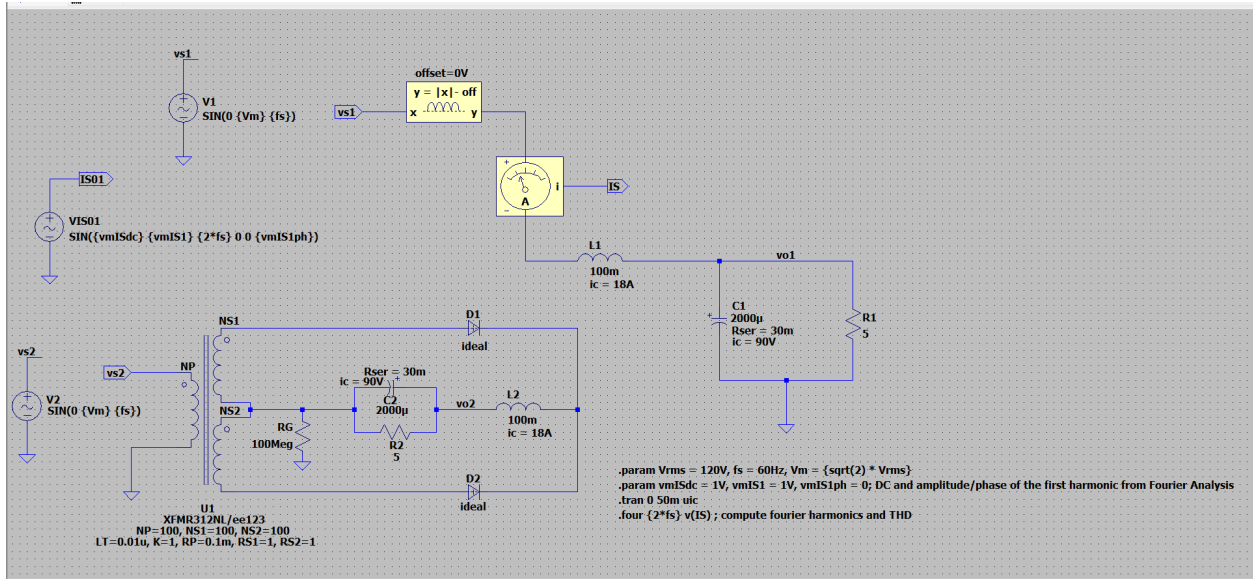 vs1
V1
SIN(0 {Vm} {fs})
offset=0V
y = |x|- off
x
y
vs1
+
A
i
-
IS
IS01
VIS01
SIN({vmISdc} {vmIS1} {2*fs} 0 0 {vmIS1ph})
L1
100m
ic = 18A
vo1
C1
2000µ
Rser = 30m
ic = 90V
R1
5
NS1
D1
ideal
vs2
vs2
NP
V2
SIN(0 {Vm} {fs})
NS2
RG
100Meg
Rser = 30m
ic = 90V
C2
2000µ
R2
5
vo2
L2
100m
ic = 18A
D2
ideal
U1
XFMR312NL/ee123
NP=100, NS1=100, NS2=100
LT=0.01u, K=1, RP=0.1m, RS1=1, RS2=1
.param Vrms = 120V, fs = 60Hz, Vm = {sqrt(2) * Vrms}
.param vmISdc = 1V, vmIS1 = 1V, vmIS1ph = 0; DC and amplitude/phase of the first harmonic from Fourier Analysis
.tran 0 50m uic
.four {2*fs} v(IS) ; compute fourier harmonics and THD